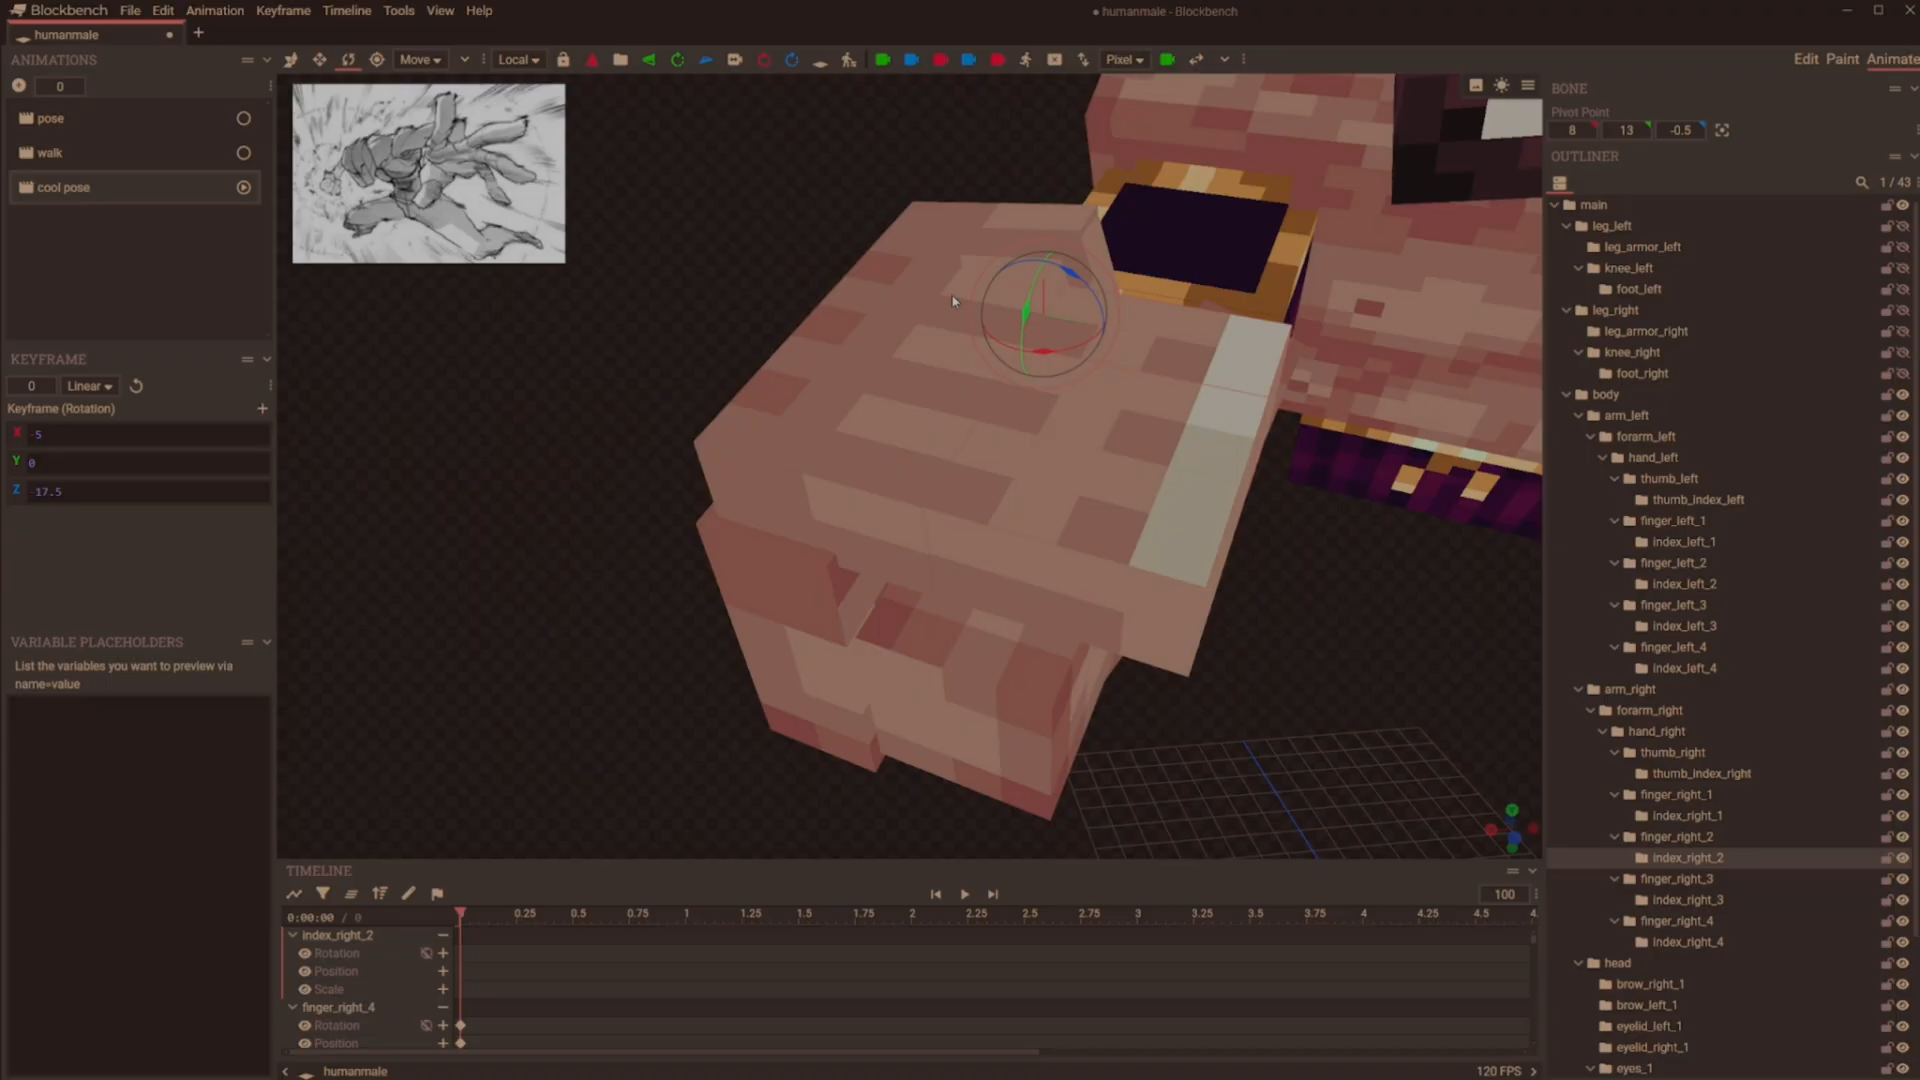 Blockbench File Edit Animation Keyframe Timeline Tools View Help
humanmale - Blockbench
humanmale
ANIMATIONS
Move
Local
Pixel
Edit Paint Animate
0
pose
walk
cool pose
KEYFRAME
0 Linear
Keyframe (Rotation)
X -5
Y 0
Z -17.5
VARIABLE PLACEHOLDERS
List the variables you want to preview via
name=value
BONE
Pivot Point
8 13 -0.5
OUTLINER
1 / 43
main
leg_left
leg_armor_left
knee_left
foot_left
leg_right
leg_armor_right
knee_right
foot_right
body
arm_left
forarm_left
hand_left
thumb_left
thumb_index_left
finger_left_1
index_left_1
finger_left_2
index_left_2
finger_left_3
index_left_3
finger_left_4
index_left_4
arm_right
forarm_right
hand_right
thumb_right
thumb_index_right
finger_right_1
index_right_1
finger_right_2
index_right_2
finger_right_3
index_right_3
finger_right_4
index_right_4
head
brow_right_1
brow_left_1
eyelid_left_1
eyelid_right_1
eyes_1
TIMELINE
100
0:00:00 / 0
0.25 0.5 0.75 1 1.25 1.5 1.75 2 2.25 2.5 2.75 3 3.25 3.5 3.75 4 4.25 4.5 4.
index_right_2
Rotation
Position
Scale
finger_right_4
Rotation
Position
humanmale
120 FPS